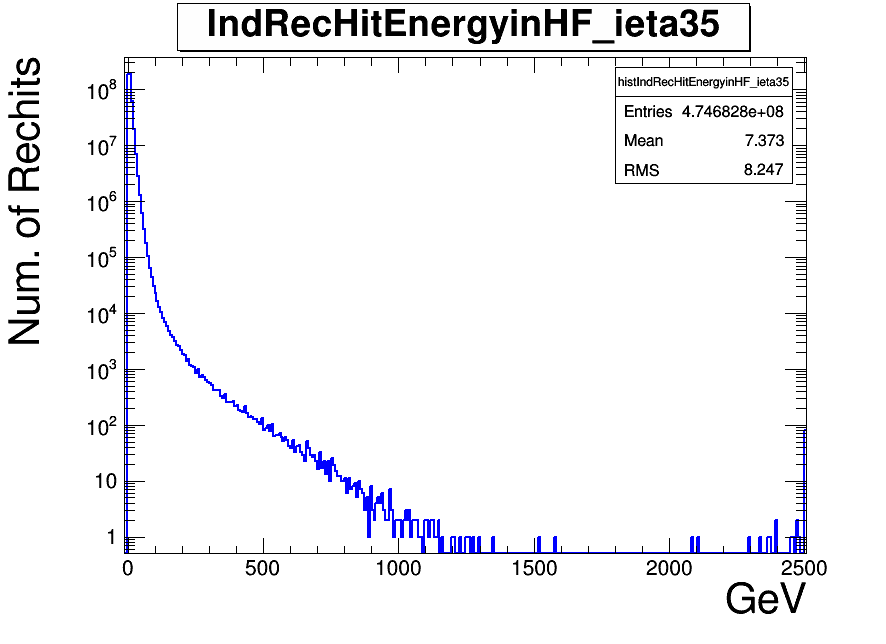 IndRecHitEnergyinHF_ieta35
Num. of Rechits
histIndRecHitEnergyinHF_ieta35
Entries 4.746828e+08
Mean 7.373
RMS 8.247
10^8
10^7
10^6
10^5
10^4
10^3
10^2
10
1
0 500 1000 1500 2000 2500
GeV